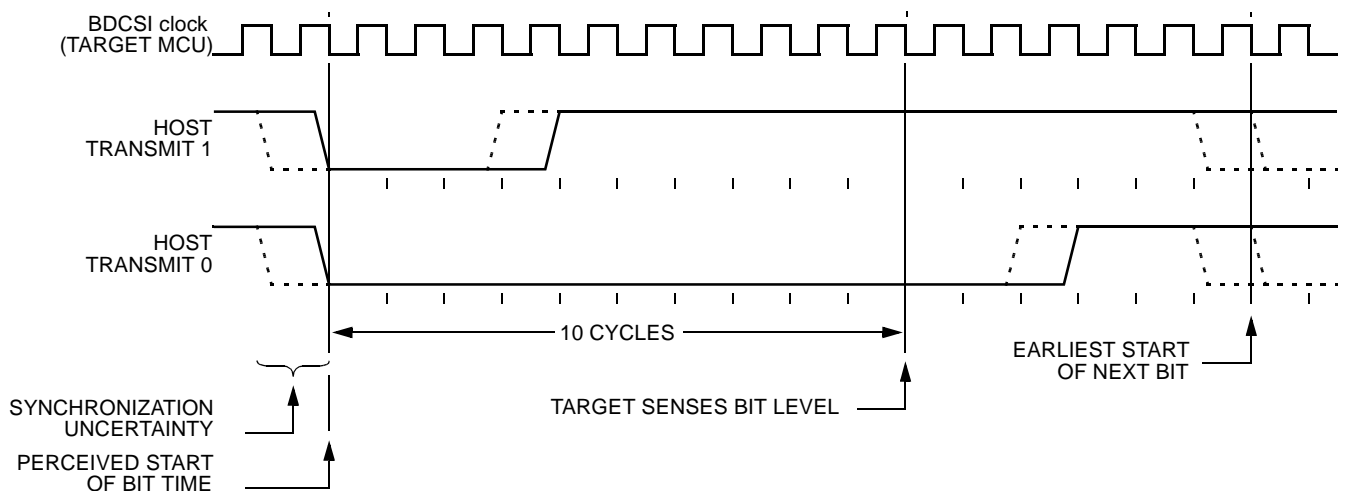 BDCSI clock
(TARGET MCU)
HOST
TRANSMIT 1
HOST
TRANSMIT 0
10 CYCLES
EARLIEST START
OF NEXT BIT
TARGET SENSES BIT LEVEL
SYNCHRONIZATION
UNCERTAINTY
PERCEIVED START
OF BIT TIME